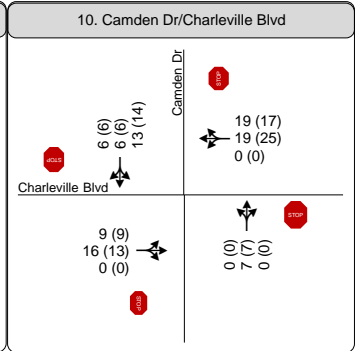 10. Camden Dr/Charleville Blvd
Camden Dr
STOP
6 (6)
6 (6)
13 (14)
19 (17)
19 (25)
0 (0)
STOP
Charleville Blvd
9 (9)
16 (13)
0 (0)
0 (0)
7 (7)
0 (0)
STOP
STOP